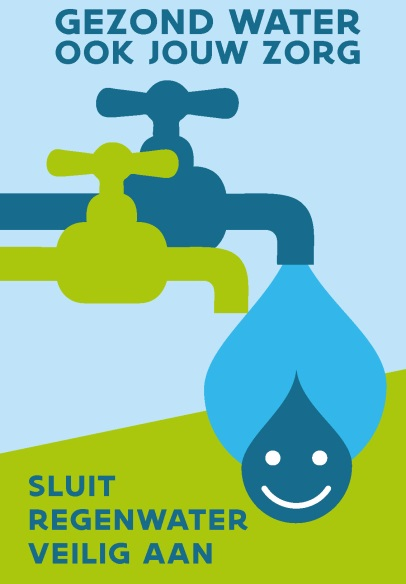 GEZOND WATER
OOK JOUW ZORG
SLUIT
REGENWATER
VEILIG AAN